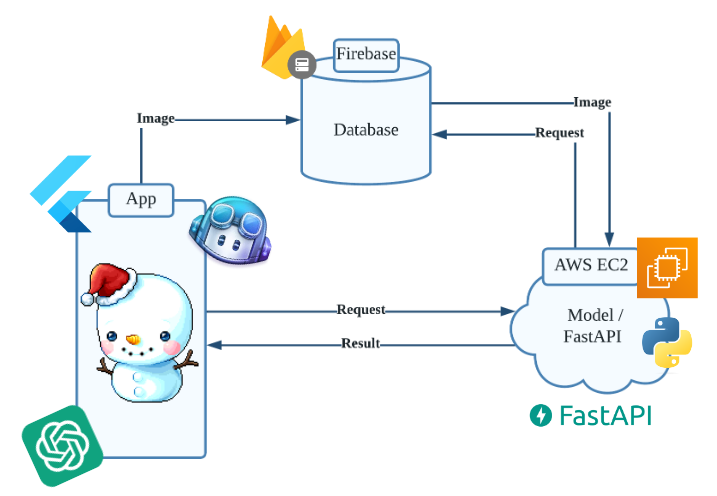 Firebase
Database
Image
Image
Request
App
AWS EC2
Request
Model /
FastAPI
Result
FastAPI